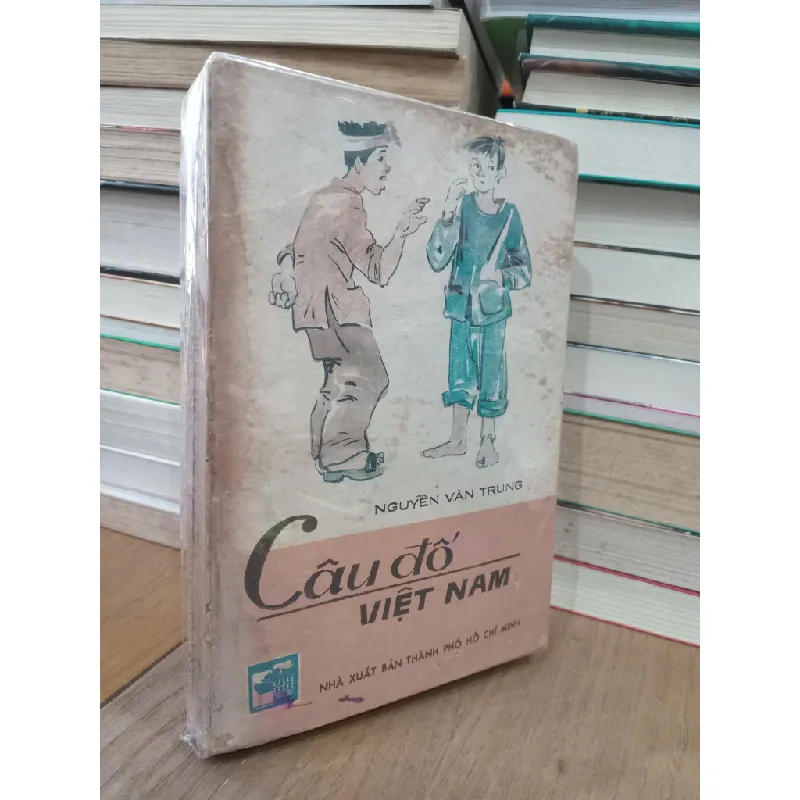 NGUYỄN VĂN TRUNG
Câu đố
VIỆT NAM
NHÀ XUẤT BẢN THÀNH PHỐ HỒ CHÍ MINH